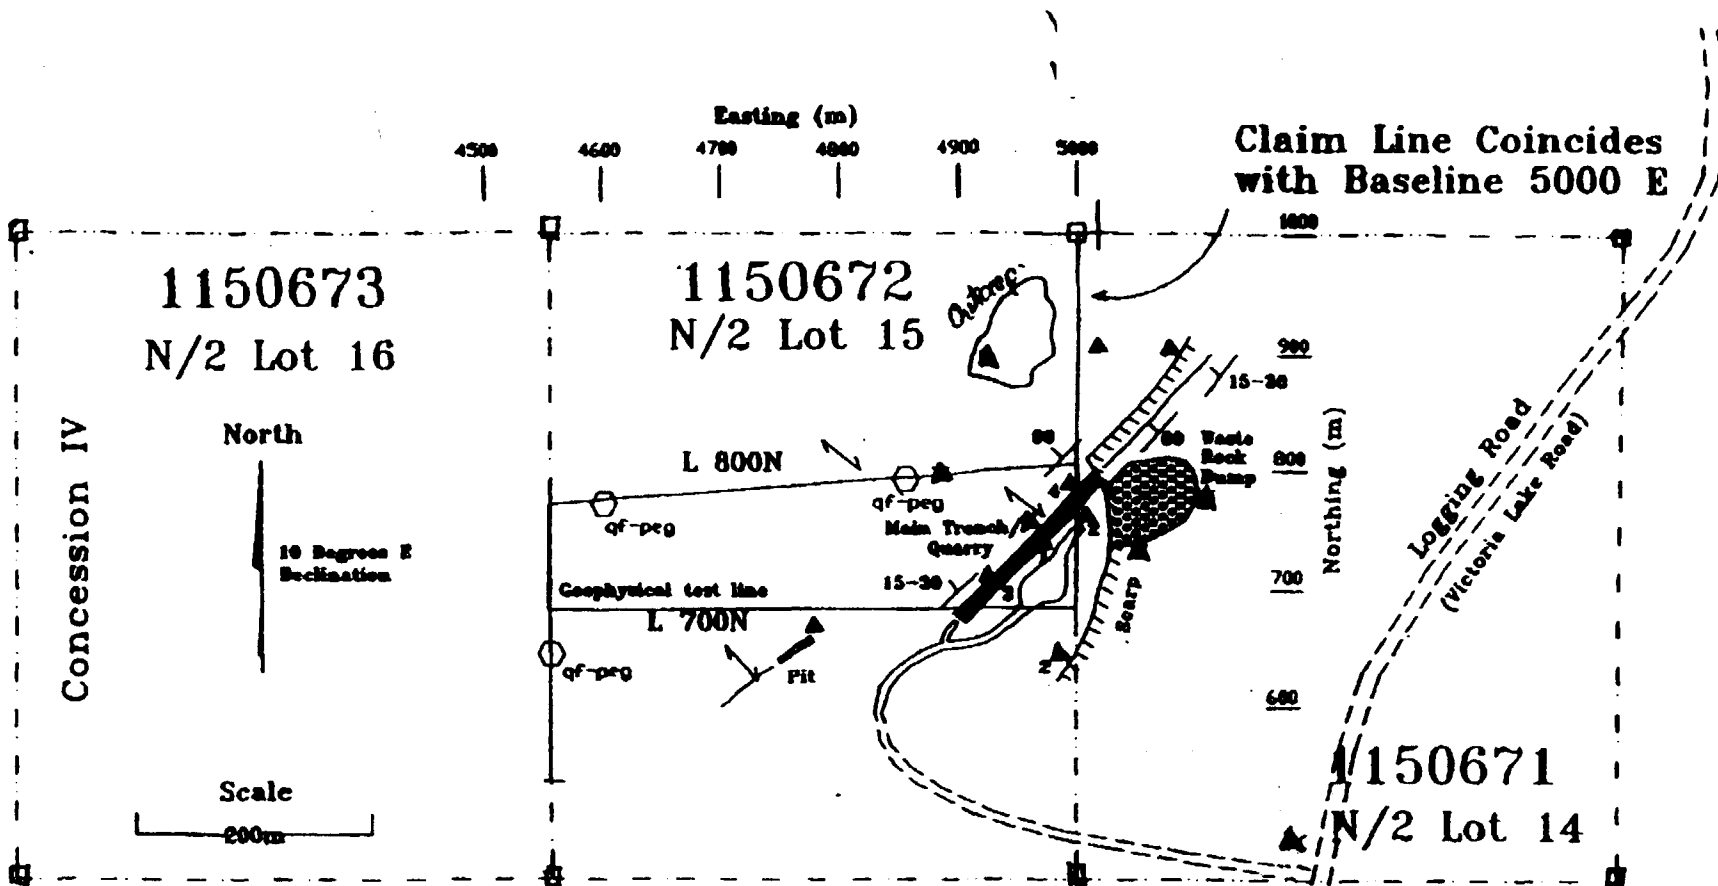 Easting (m)
4500 4600 4700 4800 4900 5000
Claim Line Coincides
with Baseline 5000 E
1000
1150673
N/2 Lot 16
1150672
N/2 Lot 15
Outcrop
900
15-30
North
L 800N
80
80
Waste
Rock
Dump
800
Northing (m)
Logging Road
(Victoria Lake Road)
Concession IV
qf-peg
qf-peg
Main Trench
Quarry
10 Degrees E
Declination
15-30
Geophysical test line
700
3
L 700N
Scarp
qf-peg
Pit
2
600
1150671
N/2 Lot 14
Scale
200m